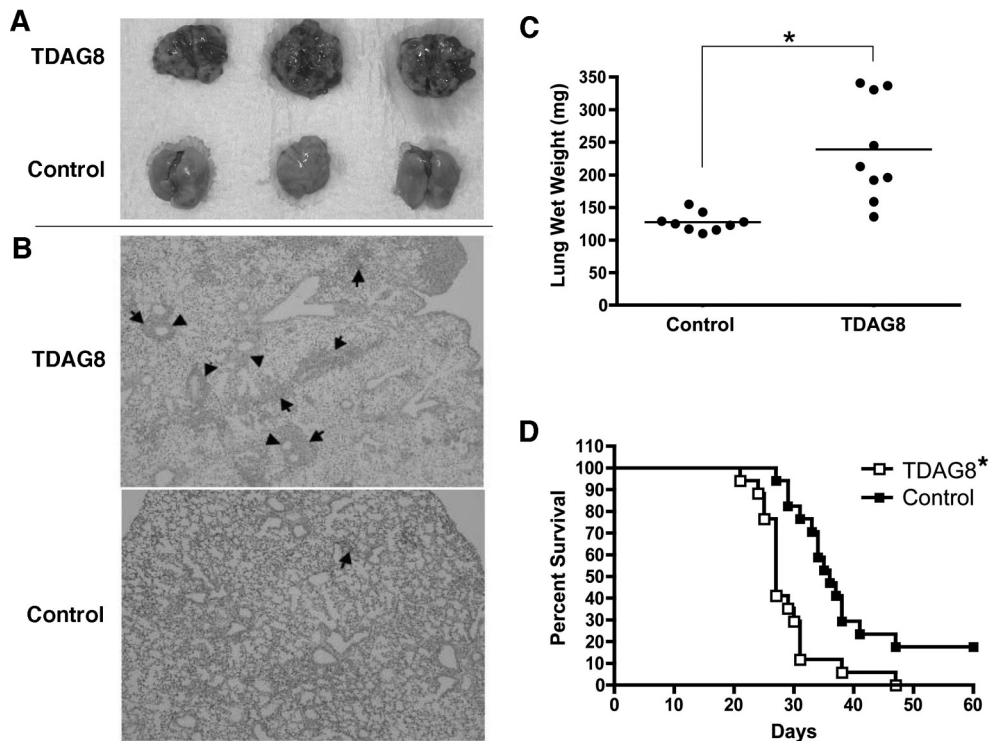 A
TDAG8
Control
B
TDAG8
Control
C
Lung Wet Weight (mg)
350
300
250
200
150
100
50
0
*
Control
TDAG8
D
Percent Survival
110
100
90
80
70
60
50
40
30
20
10
0
TDAG8*
Control
0
10
20
30
40
50
60
Days